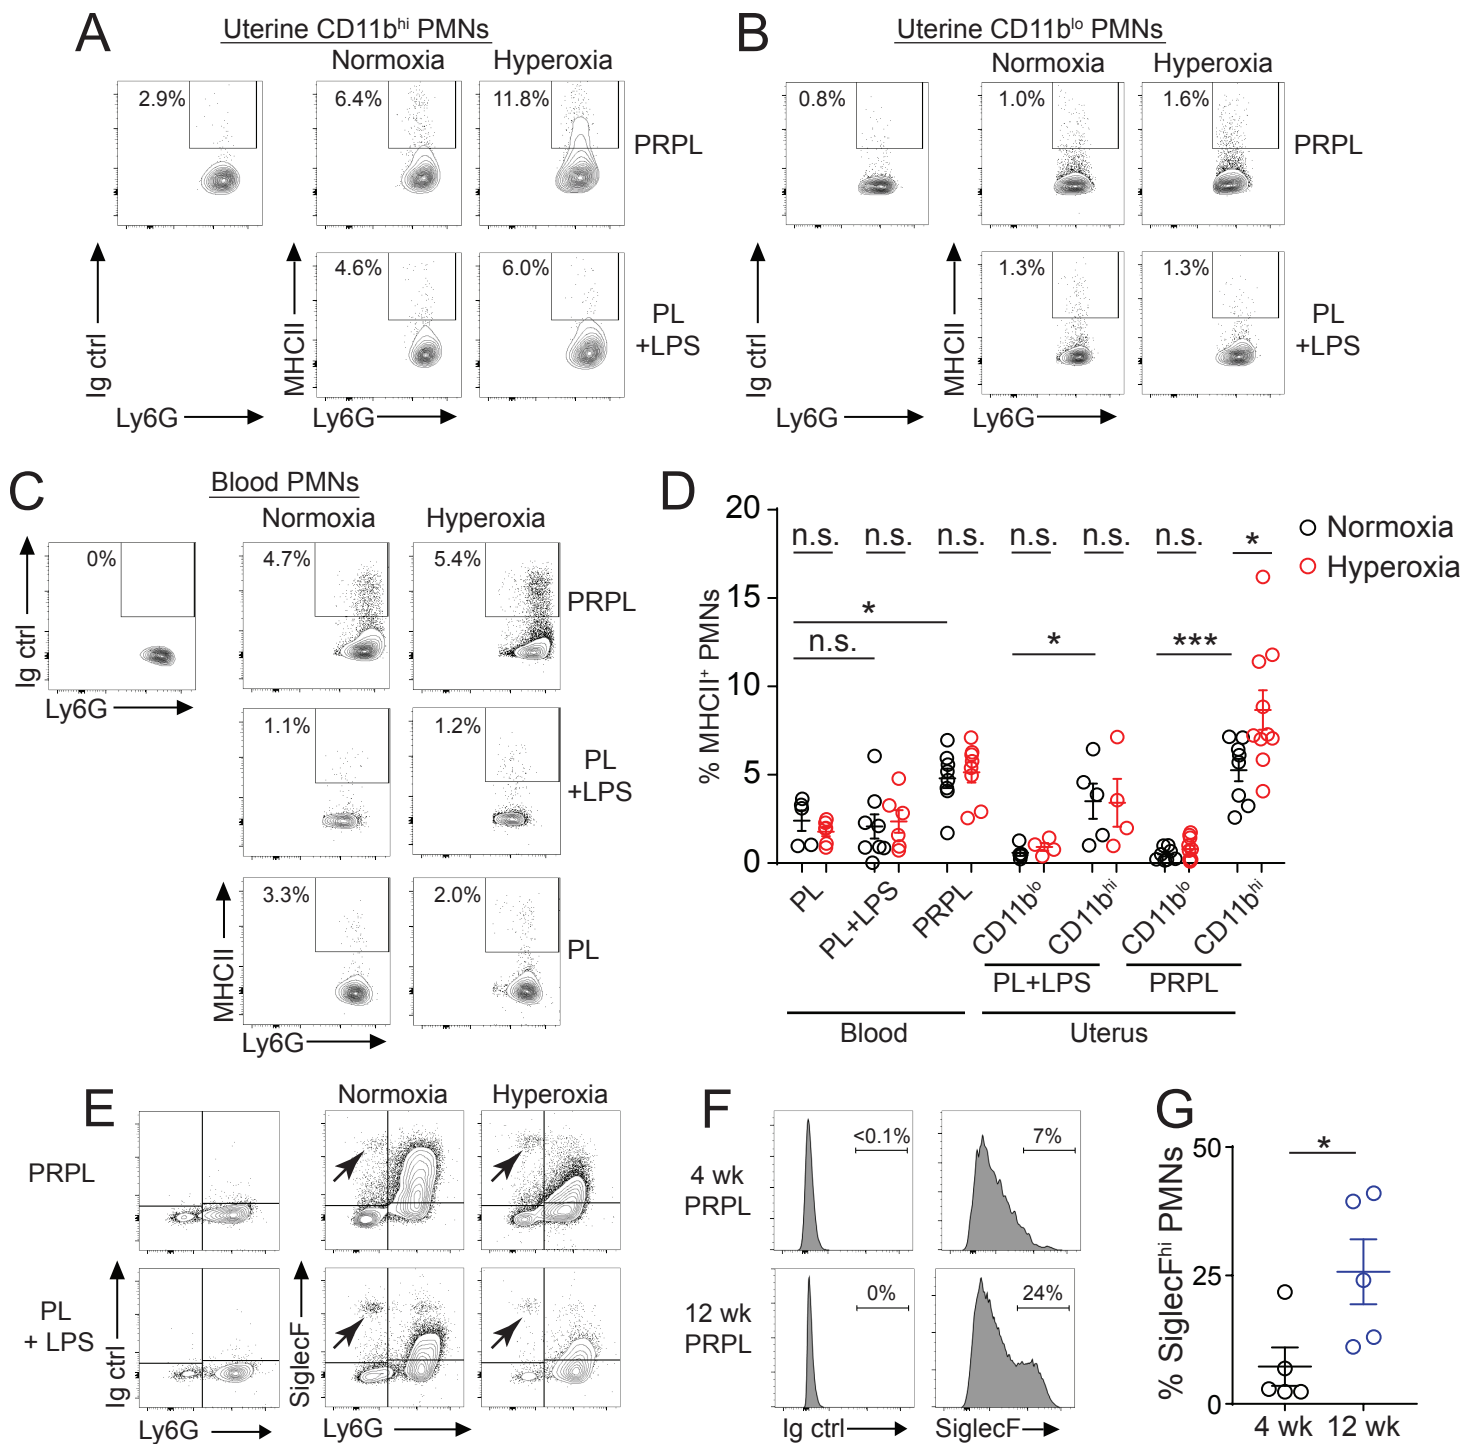 A
Uterine CD11bhi PMNs
Normoxia
Hyperoxia
2.9%
6.4%
11.8%
PRPL
4.6%
6.0%
PL
+LPS
Ig ctrl
MHCII
Ly6G
Ly6G
B
Uterine CD11blo PMNs
Normoxia
Hyperoxia
0.8%
1.0%
1.6%
PRPL
1.3%
1.3%
PL
+LPS
Ig ctrl
MHCII
Ly6G
Ly6G
C
Blood PMNs
Normoxia
Hyperoxia
0%
4.7%
5.4%
PRPL
Ig ctrl
Ly6G
1.1%
1.2%
PL
+LPS
3.3%
2.0%
PL
MHCII
Ly6G
D
% MHCII+ PMNs
20
15
10
5
0
n.s.
n.s.
n.s.
n.s.
n.s.
n.s.
*
*
n.s.
*
***
Normoxia
Hyperoxia
PL
PL+LPS
PRPL
CD11blo
CD11bhi
CD11blo
CD11bhi
PL+LPS
PRPL
Blood
Uterus
E
Normoxia
Hyperoxia
PRPL
PL
+ LPS
Ig ctrl
SiglecF
Ly6G
Ly6G
F
4 wk
PRPL
<0.1%
7%
12 wk
PRPL
0%
24%
Ig ctrl
SiglecF
G
% SiglecFhi PMNs
50
25
0
*
4 wk
12 wk